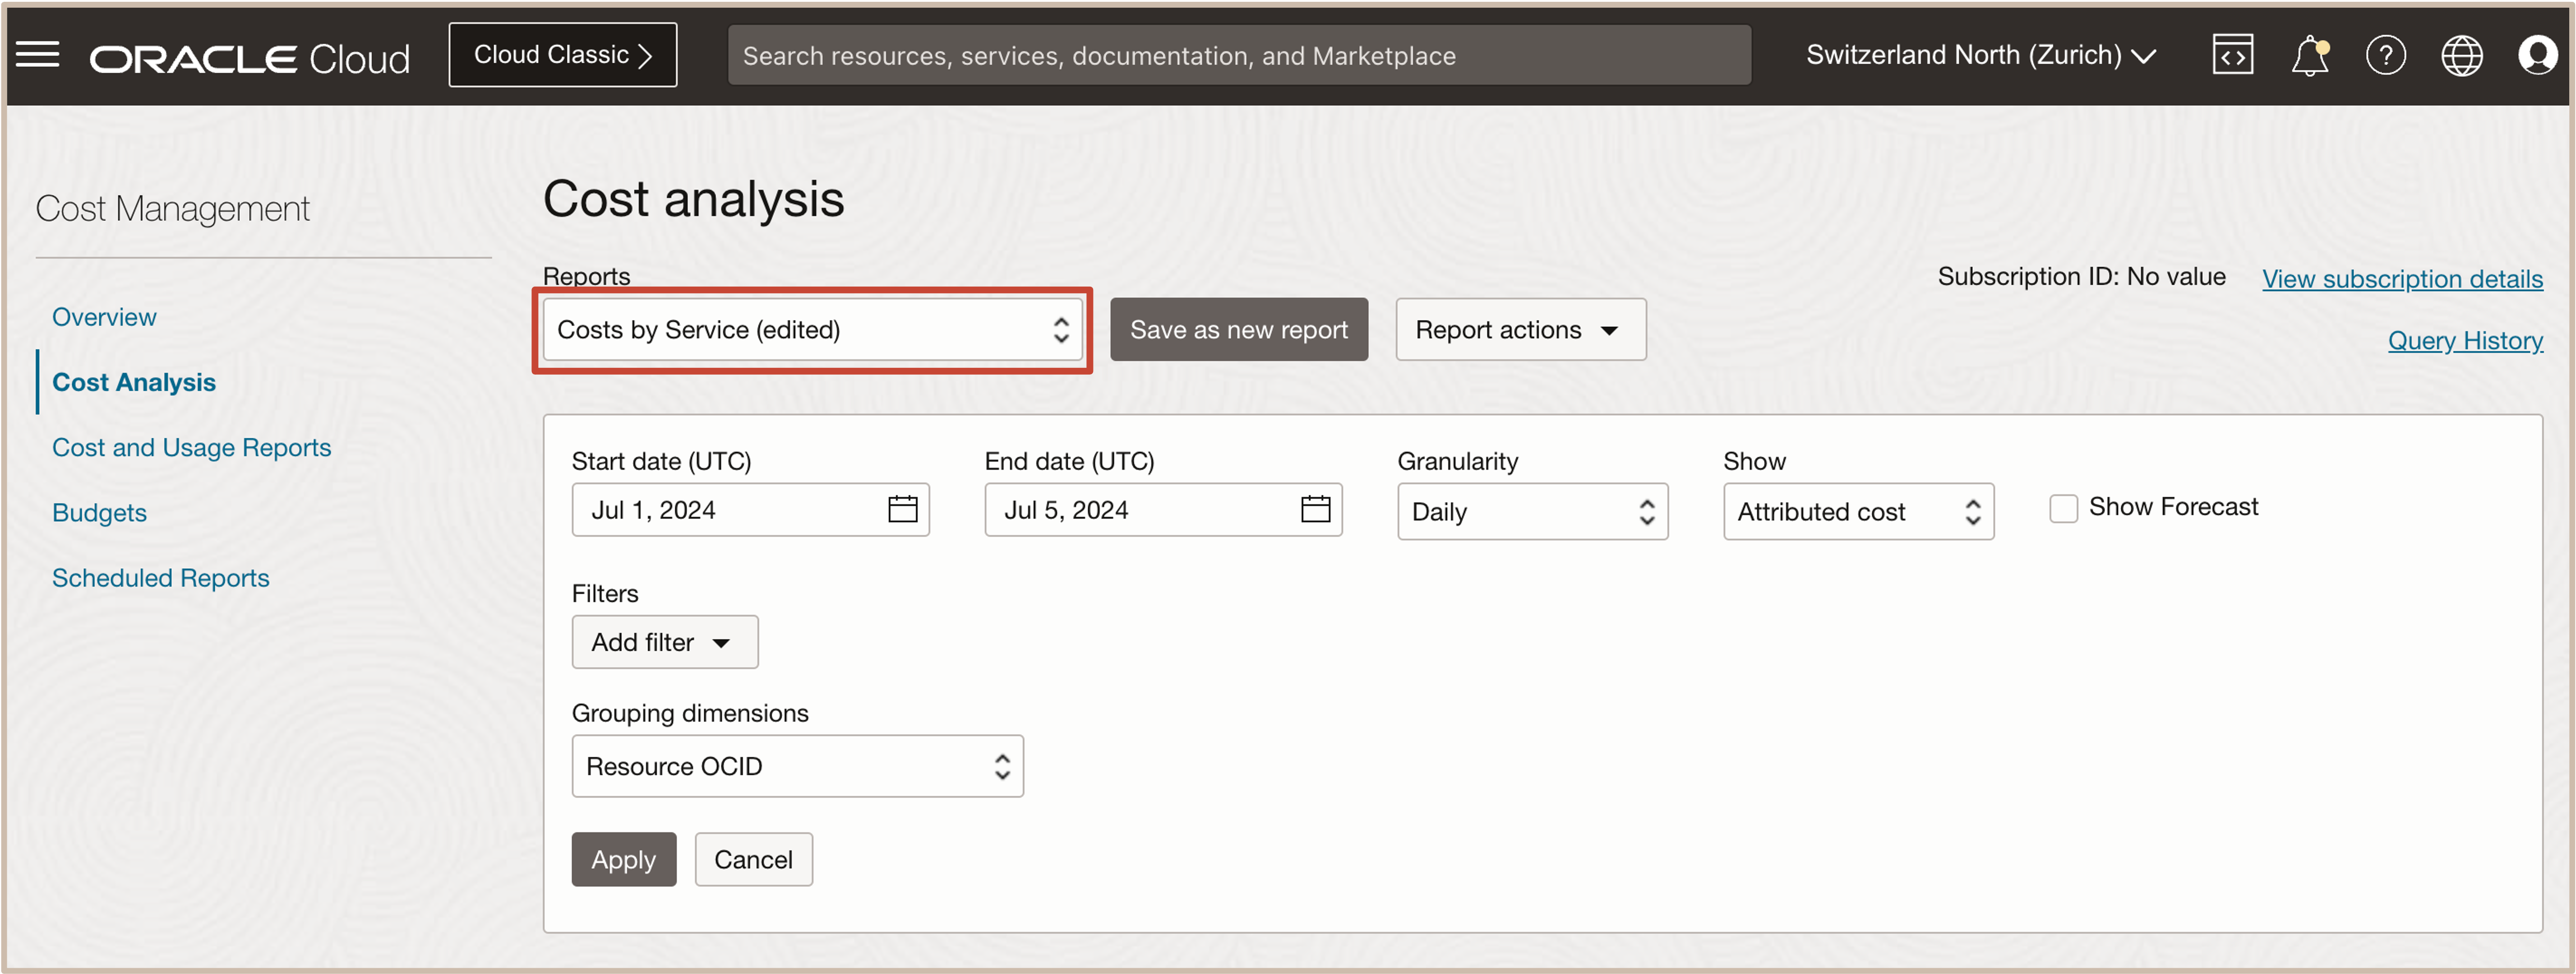 ORACLE Cloud
Cloud Classic
Search resources, services, documentation, and Marketplace
Switzerland North (Zurich)
Cost Management
Overview
Cost Analysis
Cost and Usage Reports
Budgets
Scheduled Reports
Cost analysis
Reports
Costs by Service (edited)
Save as new report
Report actions
Subscription ID: No value
View subscription details
Query History
Start date (UTC)
Jul 1, 2024
End date (UTC)
Jul 5, 2024
Granularity
Daily
Show
Attributed cost
Show Forecast
Filters
Add filter
Grouping dimensions
Resource OCID
Apply
Cancel